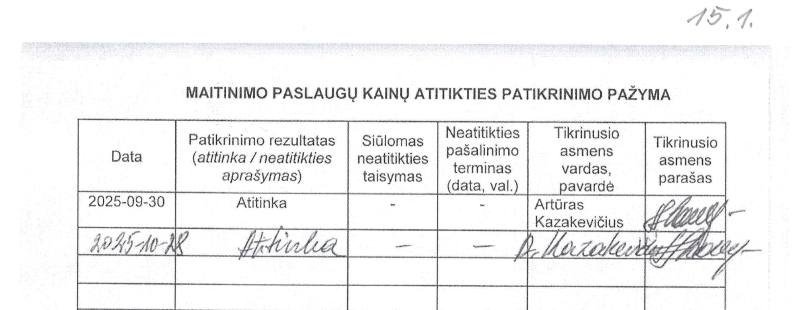 15.1.
MAITINIMO PASLAUGŲ KAINŲ ATITIKTIES PATIKRINIMO PAŽYMA
Data
Patikrinimo rezultatas
(atitinka / neatitikties
aprašymas)
Siūlomas
neatitikties
taisymas
Neatitikties
pašalinimo
terminas
(data, val.)
Tikrinusio
asmens
vardas,
pavardė
Tikrinusio
asmens
parašas
2025-09-30
Atitinka
-
-
Artūras
Kazakevičius
2025-10-28
Atitinka
–
–
A. Kazakevičius